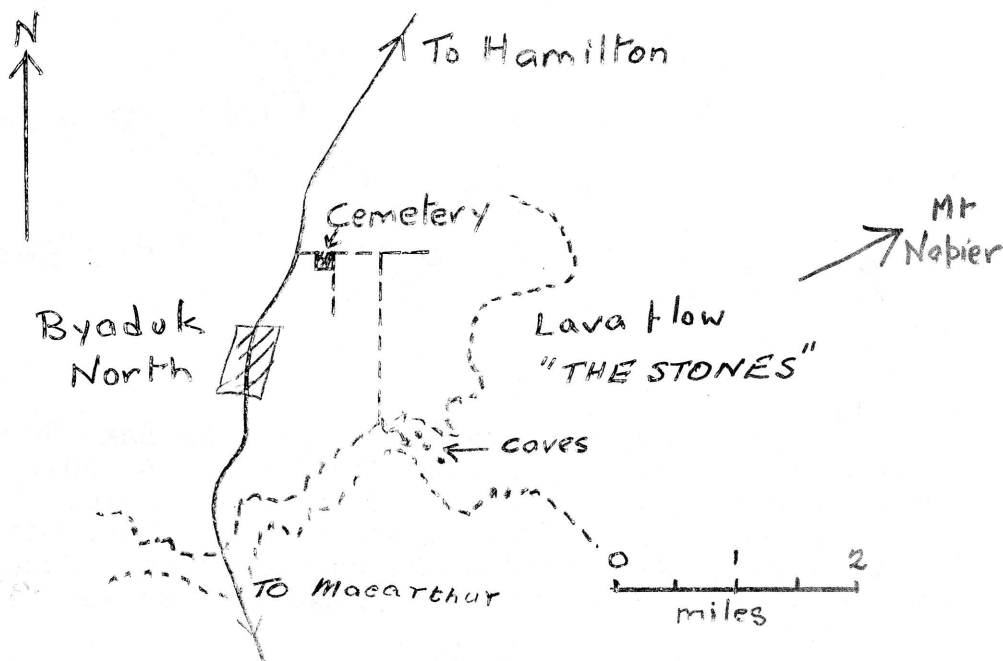 N
To Hamilton
Cemetery
Mt
Napier
Byaduk
North
Lava flow
"THE STONES"
caves
0 1 2
miles
TO Macarthur